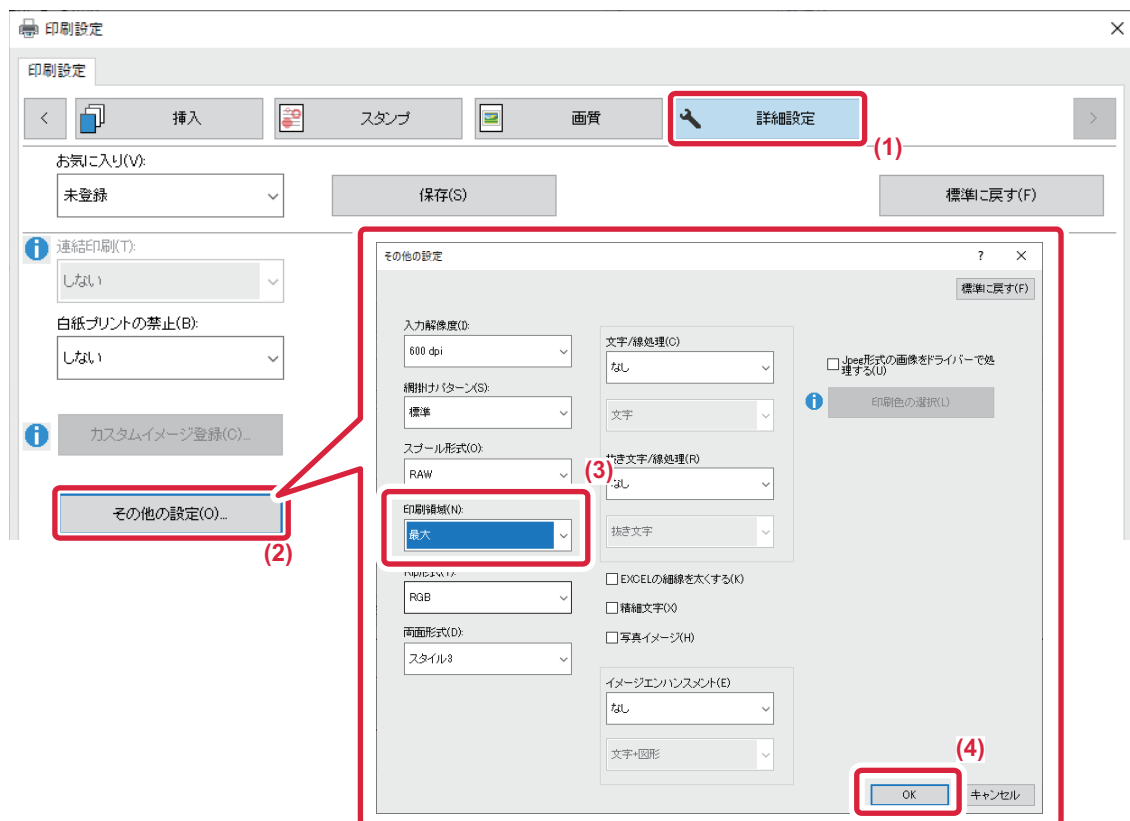 印刷設定
印刷設定
挿入
スタンプ
画質
詳細設定
(1)
お気に入り(V):
未登録
保存(S)
標準に戻す(F)
連結印刷(T):
しない
白紙プリントの禁止(B):
しない
カスタムイメージ登録(C)...
その他の設定(O)...
(2)
その他の設定
?
標準に戻す(F)
入力解像度(I):
600 dpi
網掛けパターン(S):
標準
スプール形式(O):
RAW
(3)
印刷領域(N):
最大
RGB
両面形式(D):
スタイル3
文字/線処理(C)
なし
文字
抜き文字/線処理(R)
なし
抜き文字
EXCELの細線を太くする(K)
精細文字(X)
写真イメージ(H)
イメージエンハンスメント(E)
なし
文字+図形
Jpeg形式の画像をドライバーで処
理する(U)
印刷色の選択(L)
(4)
OK
キャンセル